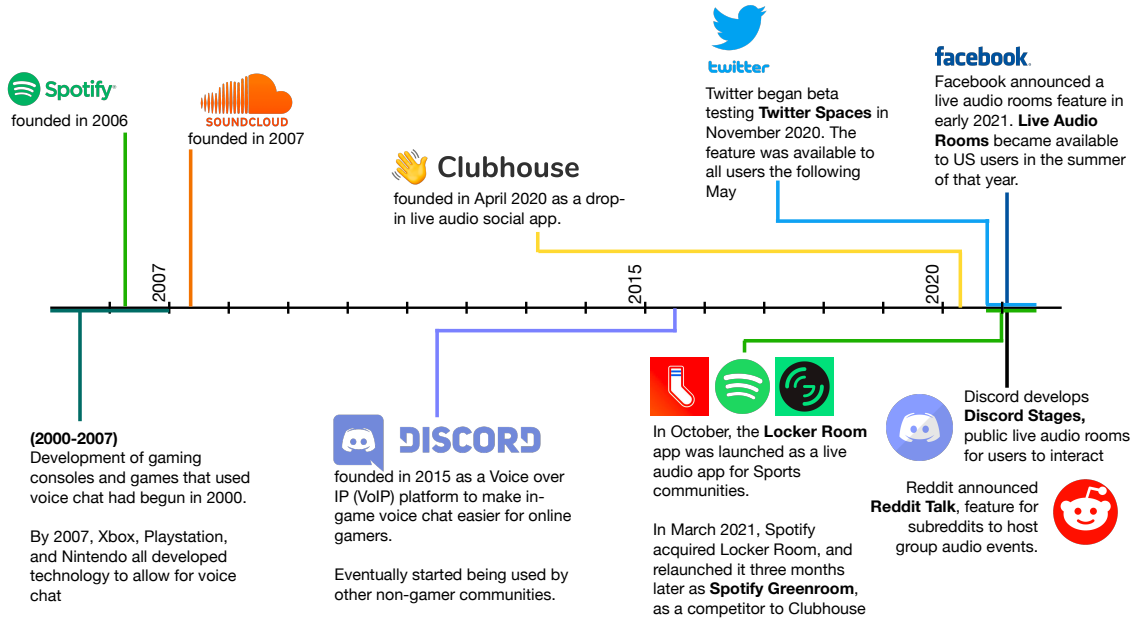 Spotify
founded in 2006
SOUNDCLOUD
founded in 2007
Clubhouse
founded in April 2020 as a drop-
in live audio social app.
twitter
Twitter began beta
testing Twitter Spaces in
November 2020. The
feature was available to
all users the following
May
facebook.
Facebook announced a
live audio rooms feature in
early 2021. Live Audio
Rooms became available
to US users in the summer
of that year.
2007
2015
2020
(2000-2007)
Development of gaming
consoles and games that used
voice chat had begun in 2000.
By 2007, Xbox, Playstation,
and Nintendo all developed
technology to allow for voice
chat
DISCORD
founded in 2015 as a Voice over
IP (VoIP) platform to make in-
game voice chat easier for online
gamers.
Eventually started being used by
other non-gamer communities.
In October, the Locker Room
app was launched as a live
audio app for Sports
communities.
In March 2021, Spotify
acquired Locker Room, and
relaunched it three months
later as Spotify Greenroom,
as a competitor to Clubhouse
Discord develops
Discord Stages,
public live audio rooms
for users to interact
Reddit announced
Reddit Talk, feature for
subreddits to host
group audio events.